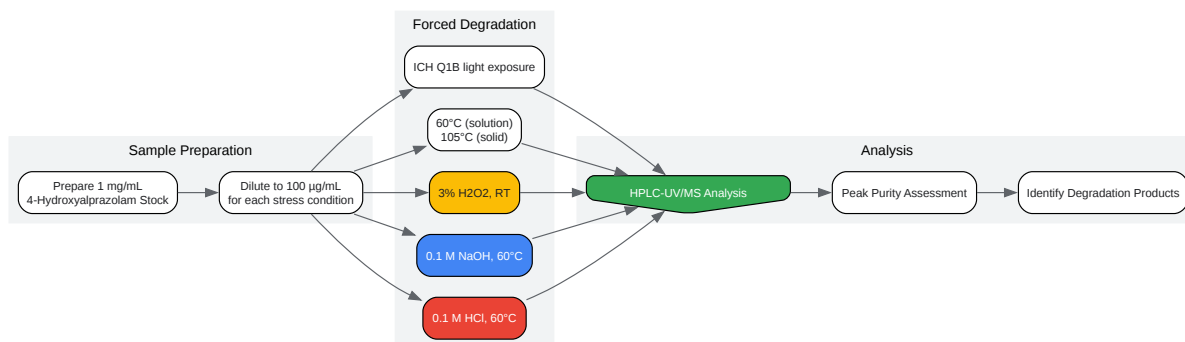 Forced Degradation
ICH Q1B light exposure
60°C (solution)
105°C (solid)
Sample Preparation
Analysis
Prepare 1 mg/mL
4-Hydroxyalprazolam Stock
Dilute to 100 µg/mL
for each stress condition
3% H2O2, RT
HPLC-UV/MS Analysis
Peak Purity Assessment
Identify Degradation Products
0.1 M NaOH, 60°C
0.1 M HCl, 60°C